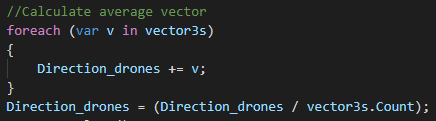 //Calculate average vector
foreach (var v in vector3s)
{
Direction_drones += v;
}
Direction_drones = (Direction_drones / vector3s.Count);